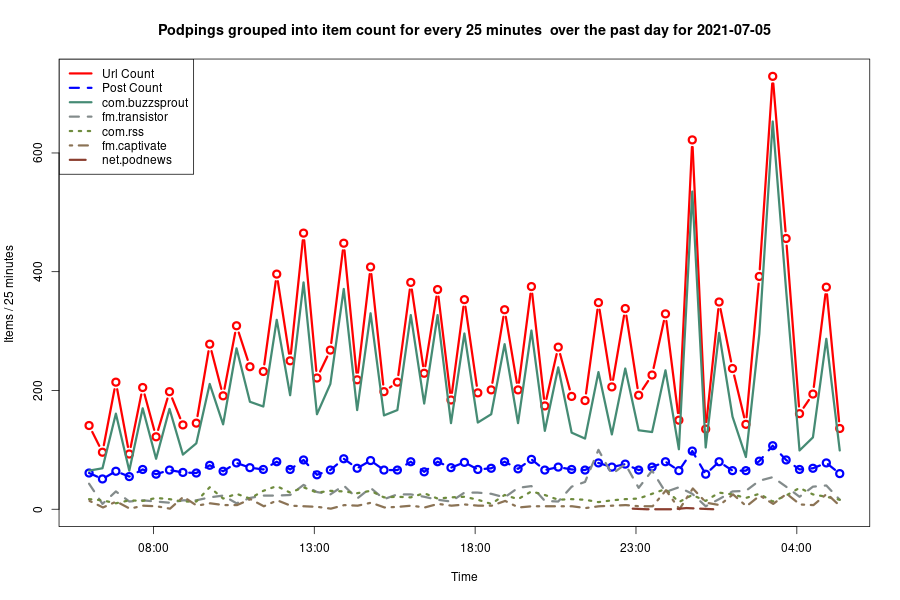 Podpings grouped into item count for every 25 minutes  over the past day for 2021-07-05
Url Count
Post Count
com.buzzsprout
fm.transistor
com.rss
fm.captivate
net.podnews
Items / 25 minutes
600
400
200
0
08:00
13:00
18:00
23:00
04:00
Time